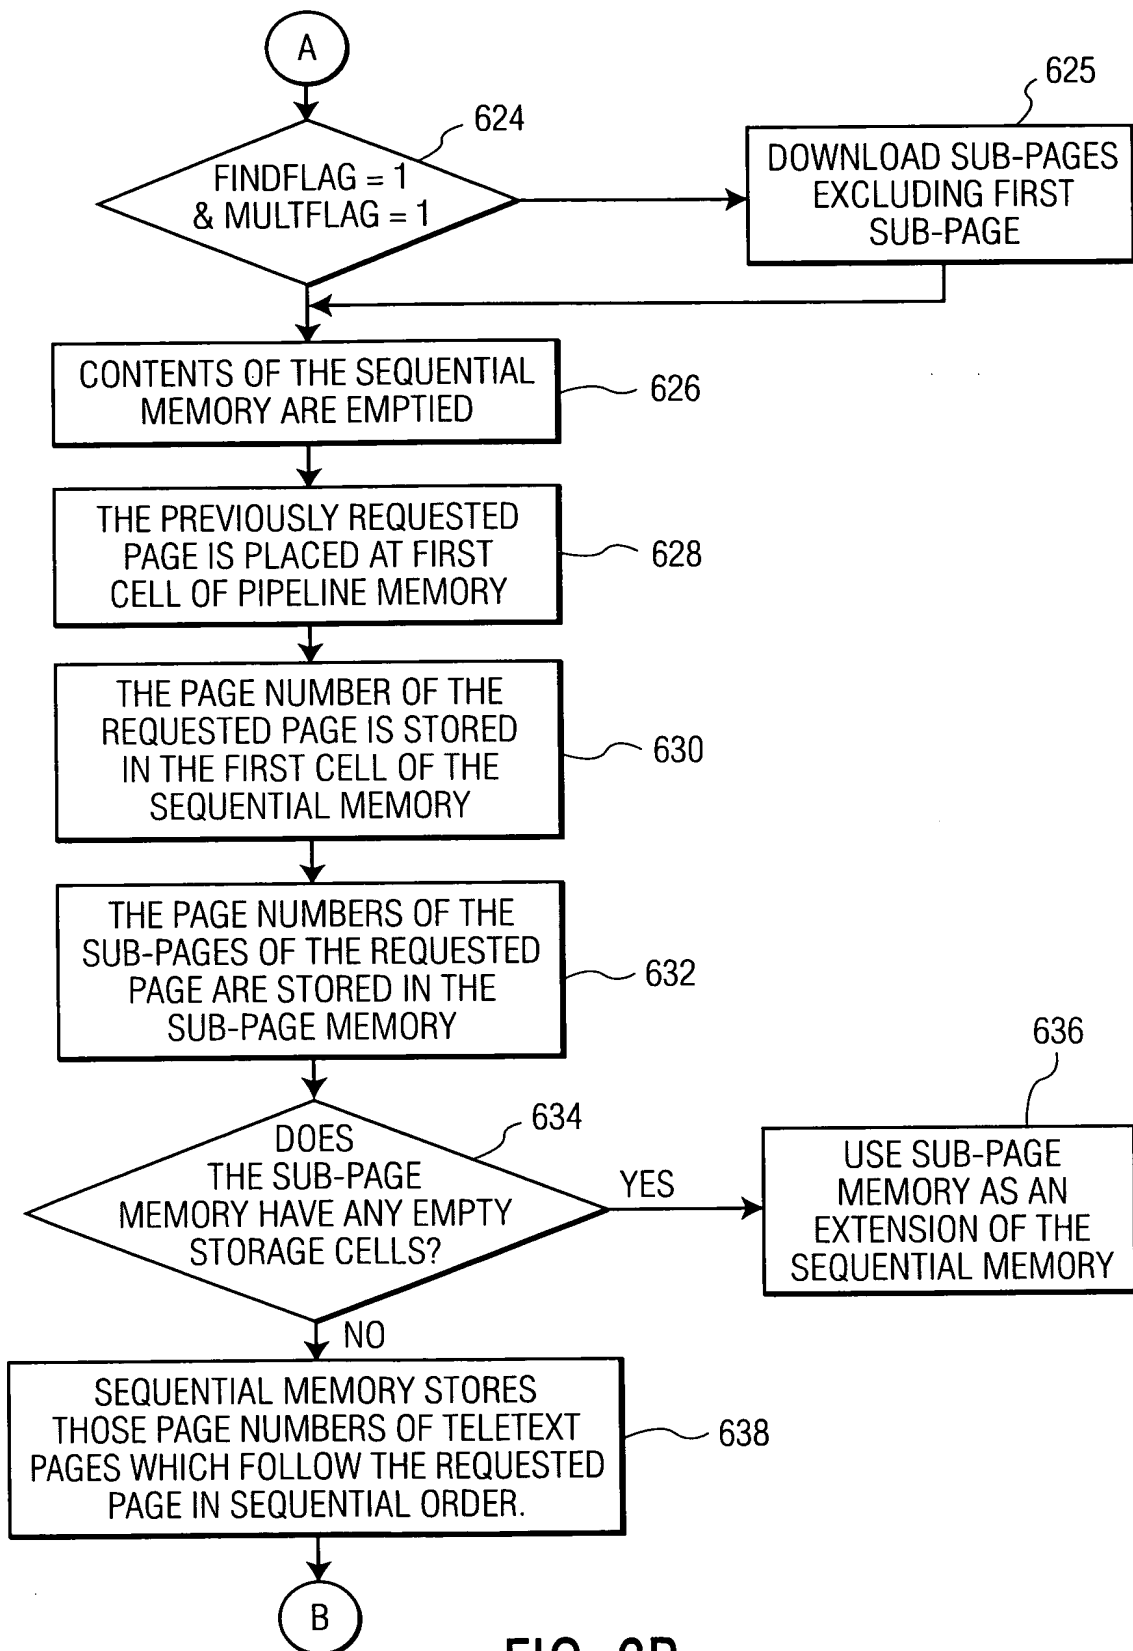 A
624
FINDFLAG = 1
& MULTFLAG = 1
625
DOWNLOAD SUB-PAGES
EXCLUDING FIRST
SUB-PAGE
CONTENTS OF THE SEQUENTIAL
MEMORY ARE EMPTIED
626
THE PREVIOUSLY REQUESTED
PAGE IS PLACED AT FIRST
CELL OF PIPELINE MEMORY
628
THE PAGE NUMBER OF THE
REQUESTED PAGE IS STORED
IN THE FIRST CELL OF THE
SEQUENTIAL MEMORY
630
THE PAGE NUMBERS OF THE
SUB-PAGES OF THE REQUESTED
PAGE ARE STORED IN THE
SUB-PAGE MEMORY
632
634
DOES
THE SUB-PAGE
MEMORY HAVE ANY EMPTY
STORAGE CELLS?
YES
636
USE SUB-PAGE
MEMORY AS AN
EXTENSION OF THE
SEQUENTIAL MEMORY
NO
SEQUENTIAL MEMORY STORES
THOSE PAGE NUMBERS OF TELETEXT
PAGES WHICH FOLLOW THE REQUESTED
PAGE IN SEQUENTIAL ORDER.
638
B